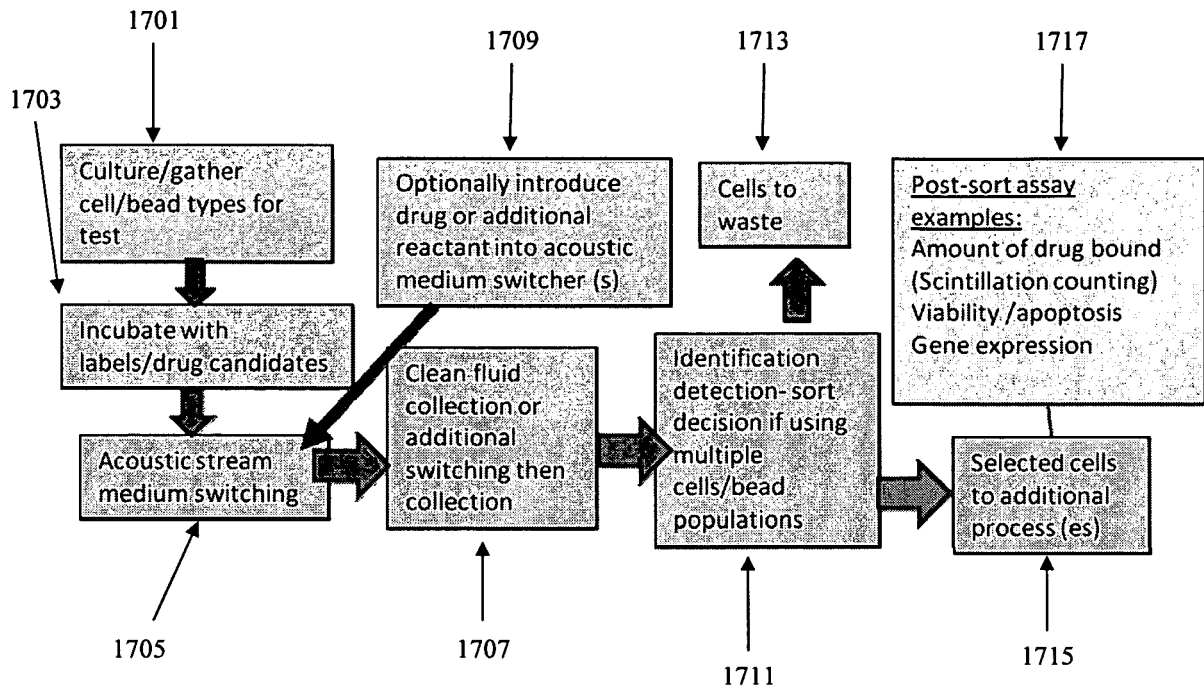 1701
1709
1713
1717
1703
Culture/gather
cell/bead types for
test
Optionally introduce
drug or additional
reactant into acoustic
medium switcher (s)
Cells to
waste
Post-sort assay
examples:
Amount of drug bound
(Scintillation counting)
Viability /apoptosis
Gene expression
Incubate with
labels/drug candidates
Acoustic stream
medium switching
Clean fluid
collection or
additional
switching then
collection
Identification
detection- sort
decision if using
multiple
cells/bead
populations
Selected cells
to additional
process (es)
1705
1707
1711
1715